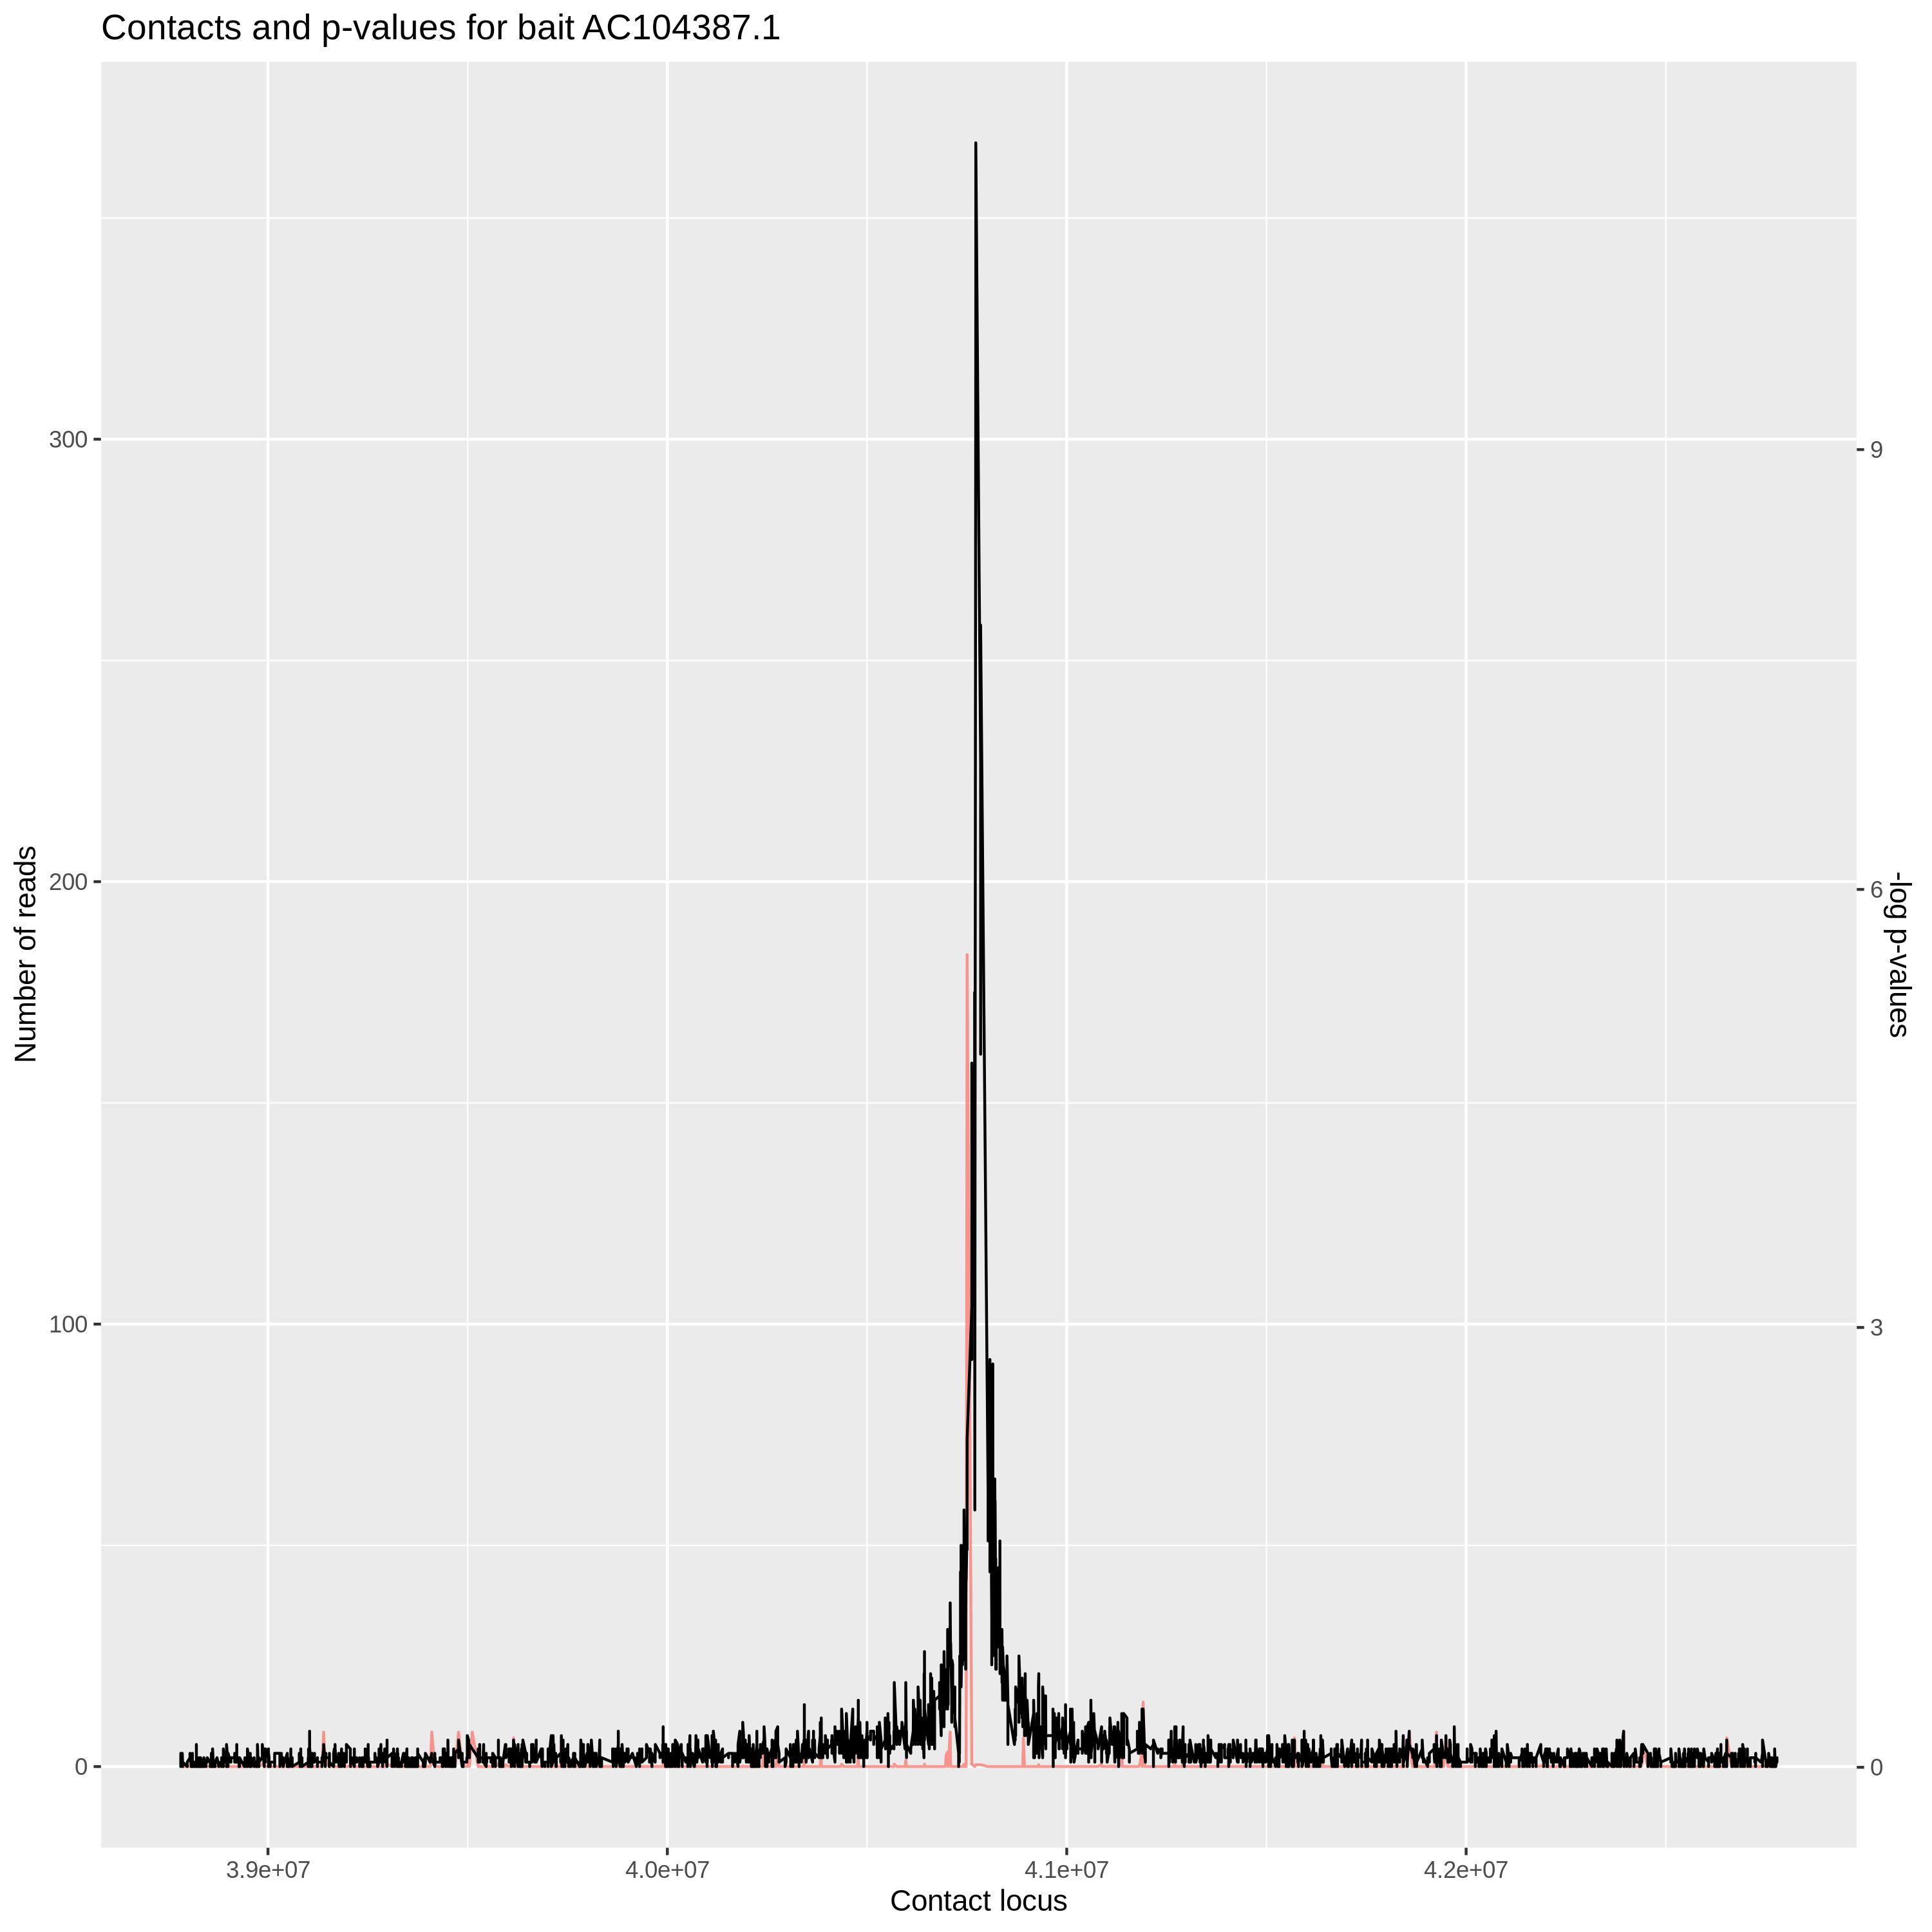 Contacts and p-values for bait AC104387.1
Number of reads
300
200
100
0
9
6
3
0
-log p-values
3.9e+07
4.0e+07
4.1e+07
4.2e+07
Contact locus